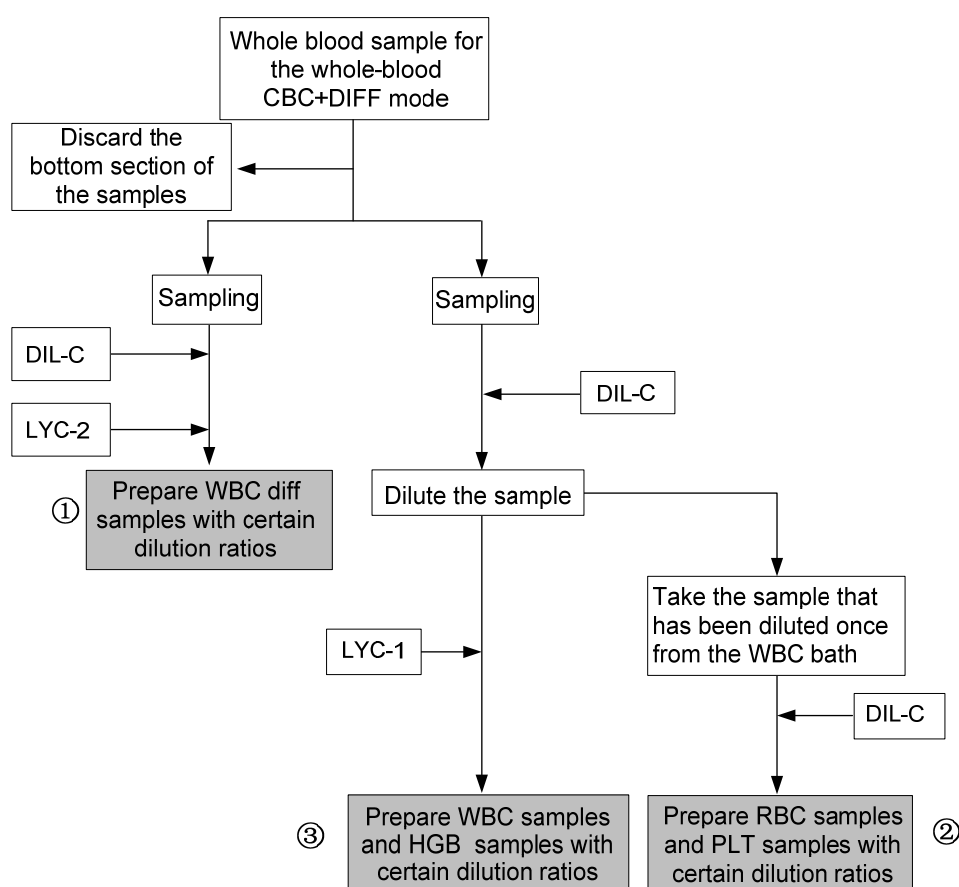 Whole blood sample for
the whole-blood
CBC+DIFF mode
Discard the
bottom section of
the samples
Sampling
Sampling
DIL-C
DIL-C
LYC-2
① Prepare WBC diff
samples with certain
dilution ratios
Dilute the sample
Take the sample that
has been diluted once
from the WBC bath
LYC-1
DIL-C
③ Prepare WBC samples
and HGB samples with
certain dilution ratios
Prepare RBC samples ②
and PLT samples with
certain dilution ratios